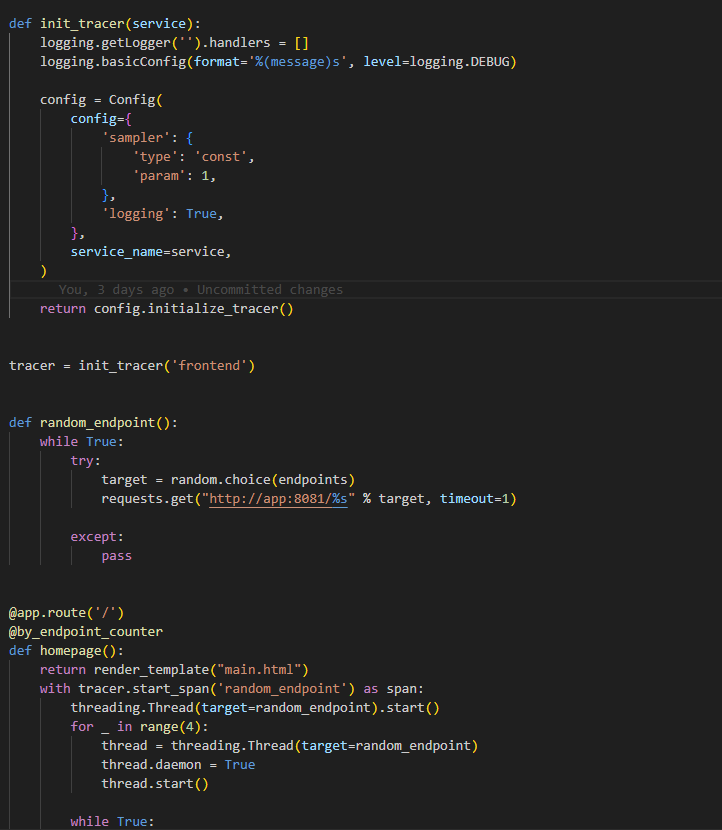 def init_tracer(service):
    logging.getLogger('').handlers = []
    logging.basicConfig(format='%(message)s', level=logging.DEBUG)
    config = Config(
        config={
            'sampler': {
                'type': 'const',
                'param': 1,
            },
            'logging': True,
        },
        service_name=service,
    )
You, 3 days ago • Uncommitted changes
    return config.initialize_tracer()
tracer = init_tracer('frontend')
def random_endpoint():
    while True:
        try:
            target = random.choice(endpoints)
            requests.get("http://app:8081/%s" % target, timeout=1)
        except:
            pass
@app.route('/')
@by_endpoint_counter
def homepage():
    return render_template("main.html")
    with tracer.start_span('random_endpoint') as span:
        threading.Thread(target=random_endpoint).start()
        for _ in range(4):
            thread = threading.Thread(target=random_endpoint)
            thread.daemon = True
            thread.start()
        while True: